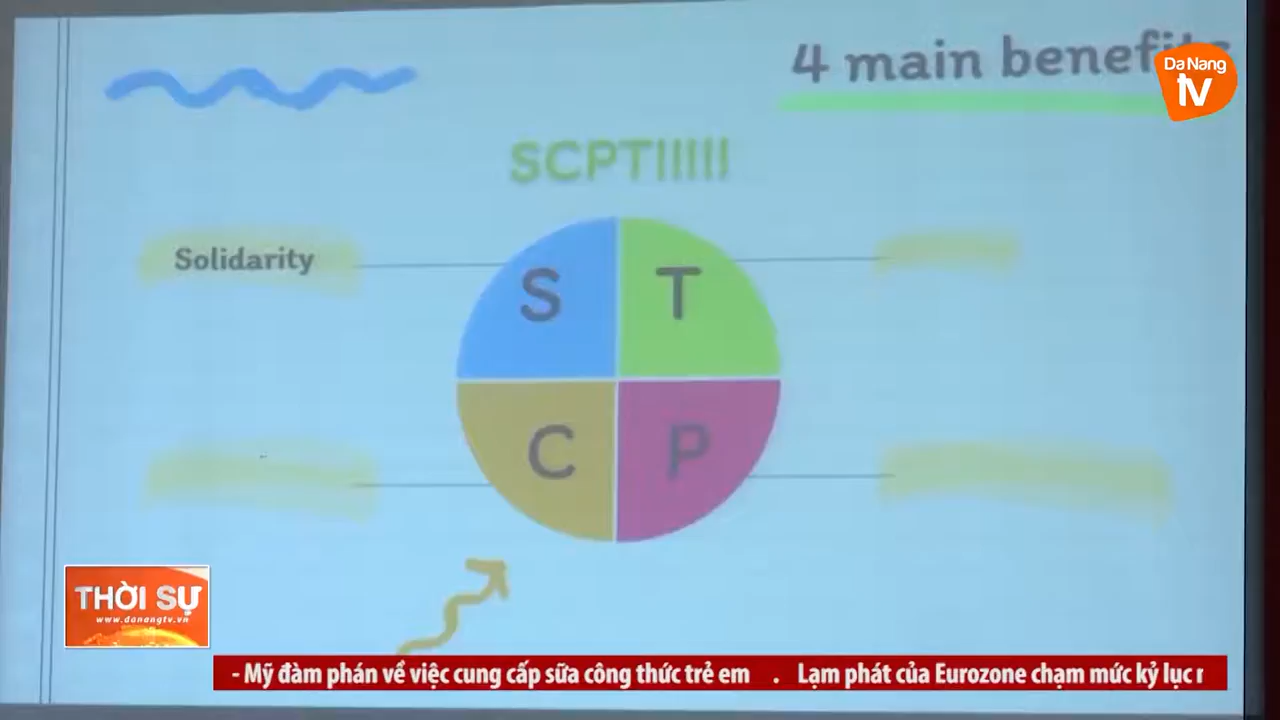 4 main benefits
Da Nang
tv
SCPT!!!!!
Solidarity
S
T
C
P
THỜI SỰ
www.danangtv.vn
- Mỹ đàm phán về việc cung cấp sữa công thức trẻ em . Lạm phát của Eurozone chạm mức kỷ lục